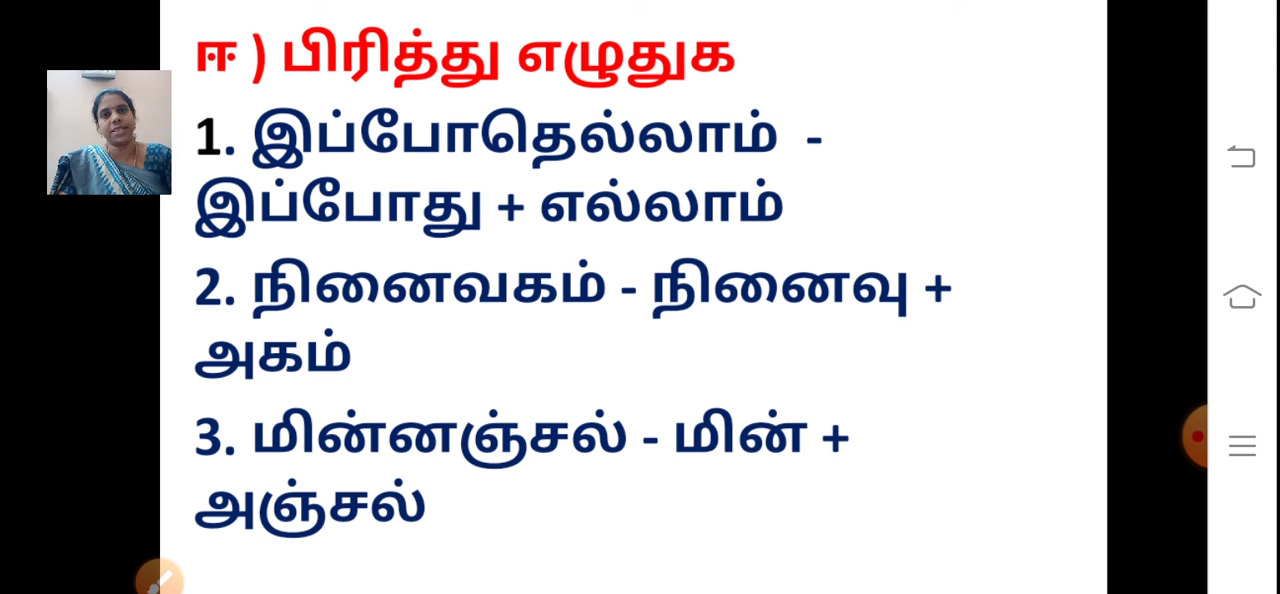 ஈ ) பிரித்து எழுதுக
1. இப்போதெல்லாம் -
இப்போது + எல்லாம்
2. நினைவகம் - நினைவு +
அகம்
3. மின்னஞ்சல் - மின் +
அஞ்சல்